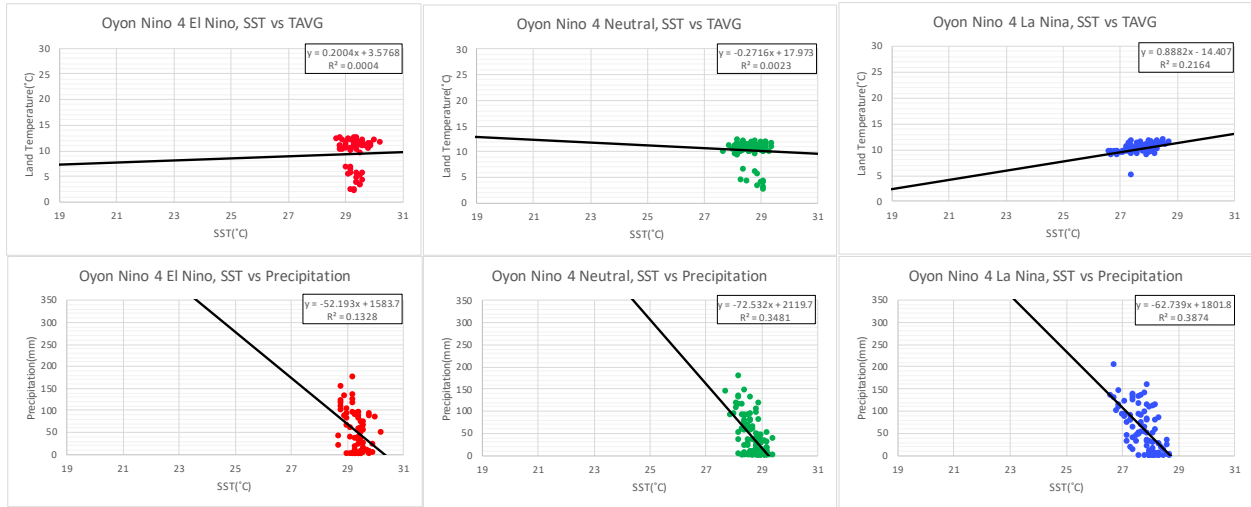 Oyon Nino 4 El Nino, SST vs TAVG
y = 0.2004x + 3.5768
R² = 0.0004
Land Temperature(˚C)
30
25
20
15
10
5
0
19 21 23 25 27 29 31
SST(˚C)
Oyon Nino 4 Neutral, SST vs TAVG
y = -0.2716x + 17.973
R² = 0.0023
Land Temperature(˚C)
30
25
20
15
10
5
0
19 21 23 25 27 29 31
SST(˚C)
Oyon Nino 4 La Nina, SST vs TAVG
y = 0.8882x - 14.407
R² = 0.2164
Land Temperature(˚C)
30
25
20
15
10
5
0
19 21 23 25 27 29 31
SST(˚C)
Oyon Nino 4 El Nino, SST vs Precipitation
y = -52.193x + 1583.7
R² = 0.1328
Precipitation(mm)
350
300
250
200
150
100
50
0
19 21 23 25 27 29 31
SST(˚C)
Oyon Nino 4 Neutral, SST vs Precipitation
y = -72.532x + 2119.7
R² = 0.3481
Precipitation(mm)
350
300
250
200
150
100
50
0
19 21 23 25 27 29 31
SST(˚C)
Oyon Nino 4 La Nina, SST vs Precipitation
y = -62.739x + 1801.8
R² = 0.3874
Precipitation(mm)
350
300
250
200
150
100
50
0
19 21 23 25 27 29 31
SST(˚C)